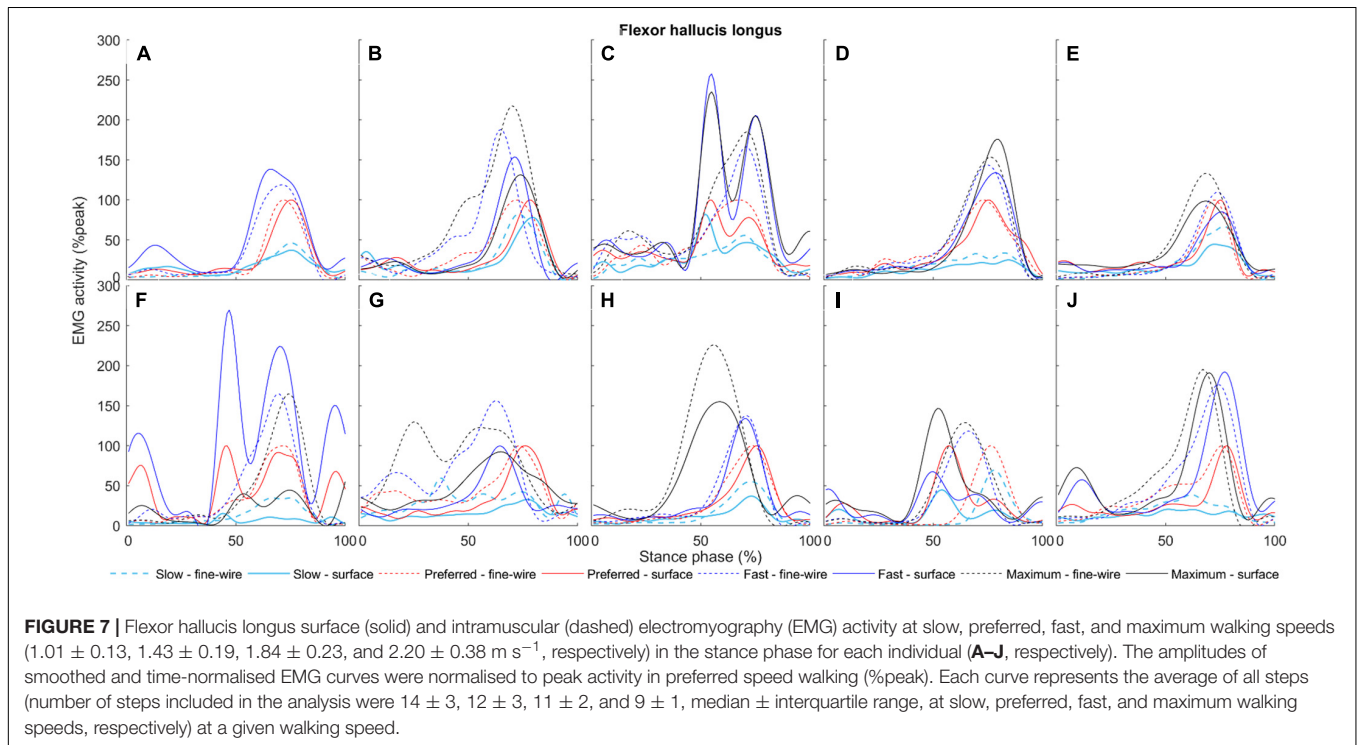 Flexor hallucis longus
300 A B C D E
250
200
150
100
50
0
EMG activity (%peak)
300 F G H I J
250
200
150
100
50
0
0 50 100 50 100 0 50 100 0 50 100 50 100
Stance phase (%)
Slow - fine-wire Slow - surface Preferred - fine-wire Preferred - surface Fast - fine-wire Fast - surface Maximum - fine-wire Maximum - surface
FIGURE 7 | Flexor hallucis longus surface (solid) and intramuscular (dashed) electromyography (EMG) activity at slow, preferred, fast, and maximum walking speeds
(1.01 ± 0.13, 1.43 ± 0.19, 1.84 ± 0.23, and 2.20 ± 0.38 m s⁻¹, respectively) in the stance phase for each individual (A–J, respectively). The amplitudes of
smoothed and time-normalised EMG curves were normalised to peak activity in preferred speed walking (%peak). Each curve represents the average of all steps
(number of steps included in the analysis were 14 ± 3, 12 ± 3, 11 ± 2, and 9 ± 1, median ± interquartile range, at slow, preferred, fast, and maximum walking
speeds, respectively) at a given walking speed.